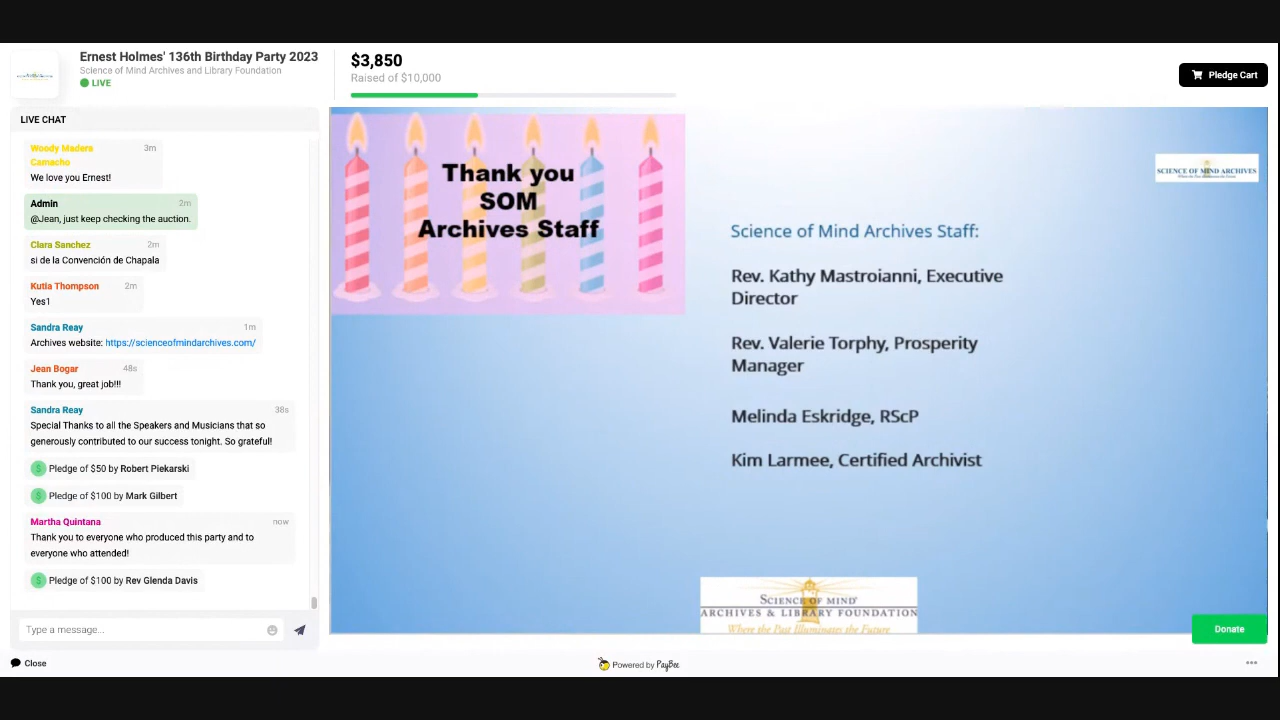 Ernest Holmes' 136th Birthday Party 2023
Science of Mind Archives and Library Foundation
LIVE
$3,850
Raised of $10,000
Pledge Cart
LIVE CHAT
Woody Madera
Camacho
3m
We love you Ernest!
Admin
2m
@Jean, just keep checking the auction.
Clara Sanchez
2m
si de la Convención de Chapala
Kutia Thompson
2m
Yes1
Sandra Reay
1m
Archives website: https://scienceofmindarchives.com/
Jean Bogar
48s
Thank you, great job!!!
Sandra Reay
38s
Special Thanks to all the Speakers and Musicians that so
generously contributed to our success tonight. So grateful!
Pledge of $50 by Robert Piekarski
Pledge of $100 by Mark Gilbert
Martha Quintana
now
Thank you to everyone who produced this party and to
everyone who attended!
Pledge of $100 by Rev Glenda Davis
Type a message...
Close
Thank you
SOM
Archives Staff
SCIENCE OF MIND ARCHIVES
Science of Mind Archives Staff:
Rev. Kathy Mastroianni, Executive
Director
Rev. Valerie Torphy, Prosperity
Manager
Melinda Eskridge, RScP
Kim Larmee, Certified Archivist
SCIENCE OF MIND
ARCHIVES & LIBRARY FOUNDATION
Where the Past Illuminates the Future
Donate
Powered by PayBee